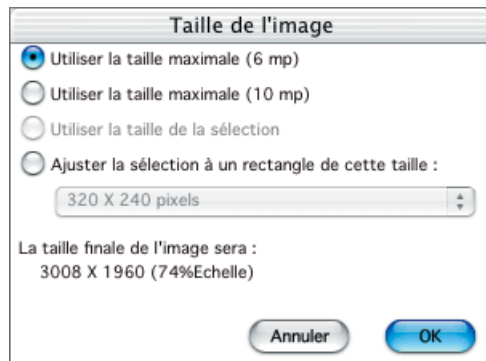 Taille de l'image
Utiliser la taille maximale (6 mp)
Utiliser la taille maximale (10 mp)
Utiliser la taille de la sélection
Ajuster la sélection à un rectangle de cette taille :
320 X 240 pixels
La taille finale de l'image sera :
3008 X 1960 (74%Echelle)
Annuler OK